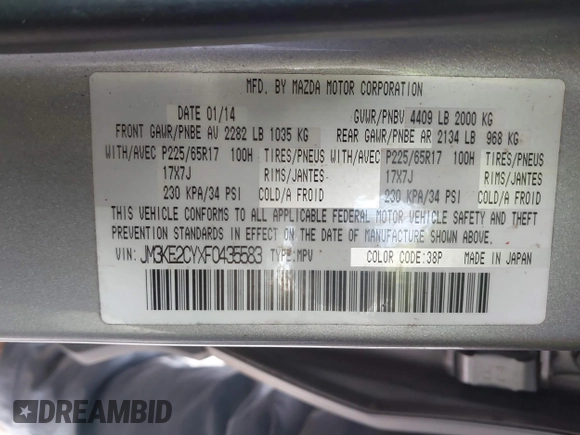 MFD. BY MAZDA MOTOR CORPORATION
DATE 01/14 GVWR/PNBV 4409 LB 2000 KG
FRONT GAWR/PNBE AV 2282 LB 1035 KG REAR GAWR/PNBE AR 2134 LB 968 KG
WITH/AVEC P225/65R17 100H TIRES/PNEUS WITH/AVEC P225/65R17 100H TIRES/PNEUS
17X7J RIMS/JANTES 17X7J RIMS/JANTES
230 KPA/34 PSI COLD/A FROID 230 KPA/34 PSI COLD/A FROID
THIS VEHICLE CONFORMS TO ALL APPLICABLE FEDERAL MOTOR VEHICLE SAFETY AND THEFT
PREVENTION STANDARDS IN EFFECT ON THE DATE OF MANUFACTURE SHOWN ABOVE.
VIN: JM3KE2CYXF0435583 TYPE:MPV COLOR CODE:38P MADE IN JAPAN
DREAMBID